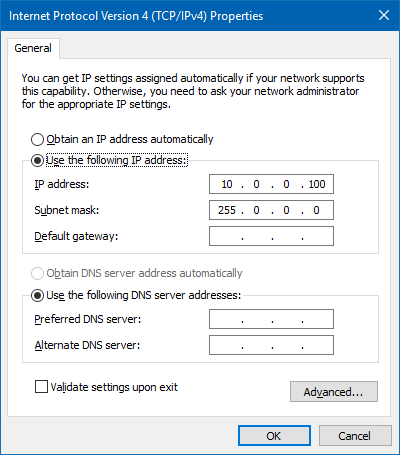 Internet Protocol Version 4 (TCP/IPv4) Properties
General
You can get IP settings assigned automatically if your network supports
this capability. Otherwise, you need to ask your network administrator
for the appropriate IP settings.
Obtain an IP address automatically
Use the following IP address:
IP address: 10 . 0 . 0 . 100
Subnet mask: 255 . 0 . 0 . 0
Default gateway: . . .
Obtain DNS server address automatically
Use the following DNS server addresses:
Preferred DNS server: . . .
Alternate DNS server: . . .
Validate settings upon exit
Advanced...
OK Cancel